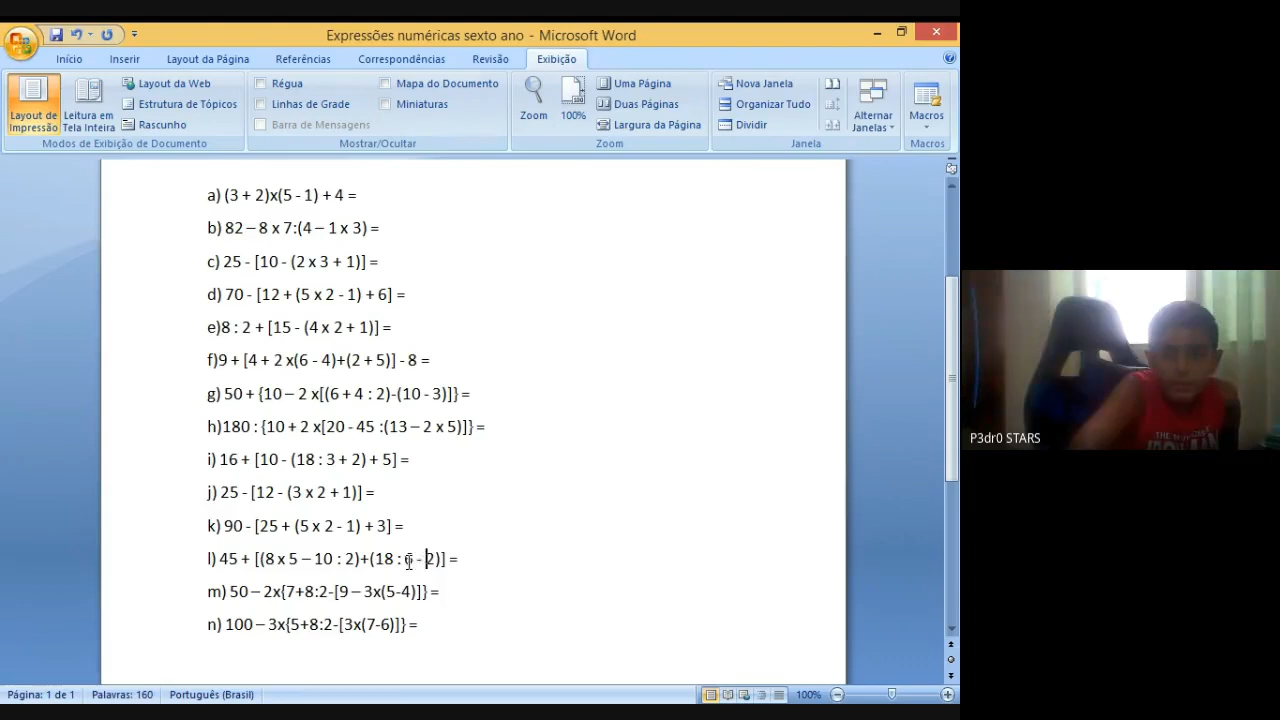 Expressões numéricas sexto ano - Microsoft Word
Início Inserir Layout da Página Referências Correspondências Revisão Exibição
Layout de Impressão
Leitura em Tela Inteira
Layout da Web
Estrutura de Tópicos
Rascunho
Modos de Exibição de Documento
Régua
Linhas de Grade
Barra de Mensagens
Mapa do Documento
Miniaturas
Mostrar/Ocultar
Zoom
100%
Uma Página
Duas Páginas
Largura da Página
Zoom
Nova Janela
Organizar Tudo
Dividir
Alternar Janelas
Janela
Macros
Macros
a) (3 + 2)x(5 - 1) + 4 =
b) 82 – 8 x 7:(4 – 1 x 3) =
c) 25 - [10 - (2 x 3 + 1)] =
d) 70 - [12 + (5 x 2 - 1) + 6] =
e)8 : 2 + [15 - (4 x 2 + 1)] =
f)9 + [4 + 2 x(6 - 4)+(2 + 5)] - 8 =
g) 50 + {10 – 2 x[(6 + 4 : 2)-(10 - 3)]} =
h)180 : {10 + 2 x[20 - 45 :(13 – 2 x 5)]} =
i) 16 + [10 - (18 : 3 + 2) + 5] =
j) 25 - [12 - (3 x 2 + 1)] =
k) 90 - [25 + (5 x 2 - 1) + 3] =
l) 45 + [(8 x 5 – 10 : 2)+(18 : 6 - 2)] =
m) 50 – 2x{7+8:2-[9 – 3x(5-4)]} =
n) 100 – 3x{5+8:2-[3x(7-6)]} =
P3dr0 STARS
Página: 1 de 1 Palavras: 160 Português (Brasil) 100%